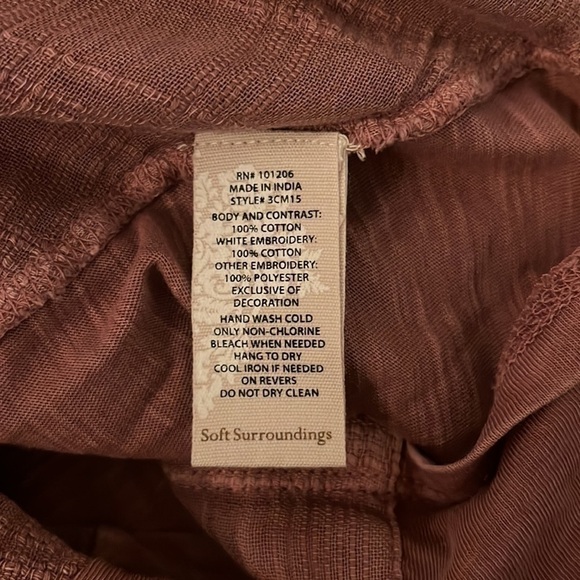 RN# 101206
MADE IN INDIA
STYLE# 3CM15
BODY AND CONTRAST:
100% COTTON
WHITE EMBROIDERY:
100% COTTON
OTHER EMBROIDERY:
100% POLYESTER
EXCLUSIVE OF
DECORATION
HAND WASH COLD
ONLY NON-CHLORINE
BLEACH WHEN NEEDED
HANG TO DRY
COOL IRON IF NEEDED
ON REVERS
DO NOT DRY CLEAN
Soft Surroundings